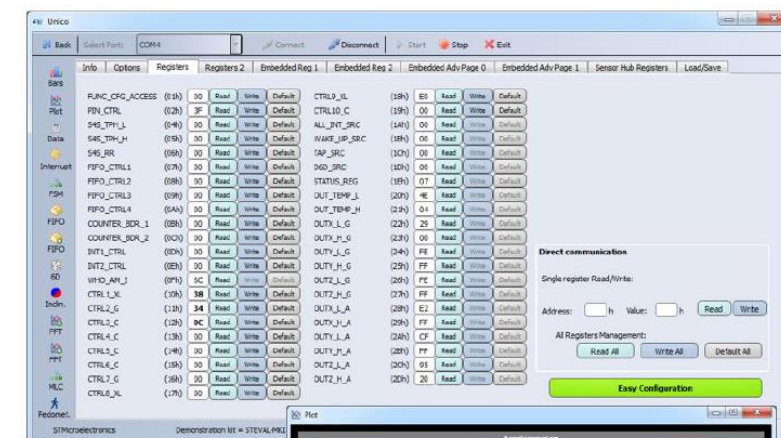 Unico
Back Select Port: COM4 Connect Disconnect Start Stop Exit
Info Options Registers Registers 2 Embedded Reg 1 Embedded Reg 2 Embedded Adv Page 0 Embedded Adv Page 1 Sensor Hub Registers Load/Save
Bars
Plot
Data
Interrupt
FSM
FIFO
FIFO
6D
Inclin.
FFT
FFT
MLC
Pedomet.
FUNC_CFG_ACCESS (01h) 00 Read Write Default
PIN_CTRL (02h) 3F Read Write Default
S4S_TPH_L (04h) 00 Read Write Default
S4S_TPH_H (05h) 00 Read Write Default
S4S_RR (06h) 00 Read Write Default
FIFO_CTRL1 (07h) 00 Read Write Default
FIFO_CTRL2 (08h) 00 Read Write Default
FIFO_CTRL3 (09h) 00 Read Write Default
FIFO_CTRL4 (0Ah) 00 Read Write Default
COUNTER_BDR_1 (0Bh) 00 Read Write Default
COUNTER_BDR_2 (0Ch) 00 Read Write Default
INT1_CTRL (0Dh) 00 Read Write Default
INT2_CTRL (0Eh) 00 Read Write Default
WHO_AM_I (0Fh) 6C Read Write Default
CTRL1_XL (10h) 38 Read Write Default
CTRL2_G (11h) 34 Read Write Default
CTRL3_C (12h) 0C Read Write Default
CTRL4_C (13h) 00 Read Write Default
CTRL5_C (14h) 00 Read Write Default
CTRL6_C (15h) 00 Read Write Default
CTRL7_G (16h) 00 Read Write Default
CTRL8_XL (17h) 00 Read Write Default
CTRL9_XL (18h) E0 Read Write Default
CTRL10_C (19h) 00 Read Write Default
ALL_INT_SRC (1Ah) 00 Read Write Default
WAKE_UP_SRC (1Bh) 00 Read Write Default
TAP_SRC (1Ch) 00 Read Write Default
D6D_SRC (1Dh) 00 Read Write Default
STATUS_REG (1Eh) 07 Read Write Default
OUT_TEMP_L (20h) 4E Read Write Default
OUT_TEMP_H (21h) 04 Read Write Default
OUTX_L_G (22h) 29 Read Write Default
OUTX_H_G (23h) 00 Read Write Default
OUTY_L_G (24h) FE Read Write Default
OUTY_H_G (25h) FF Read Write Default
OUTZ_L_G (26h) FE Read Write Default
OUTZ_H_G (27h) FF Read Write Default
OUTX_L_A (28h) E2 Read Write Default
OUTX_H_A (29h) FF Read Write Default
OUTY_L_A (2Ah) CF Read Write Default
OUTY_H_A (2Bh) FF Read Write Default
OUTZ_L_A (2Ch) 05 Read Write Default
OUTZ_H_A (2Dh) 20 Read Write Default
Direct communication
Single register Read/Write:
Address: h Value: h Read Write
All Registers Management:
Read All Write All Default All
Easy Configuration
STMicroelectronics Demonstration kit = STEVAL-MKI
Plot